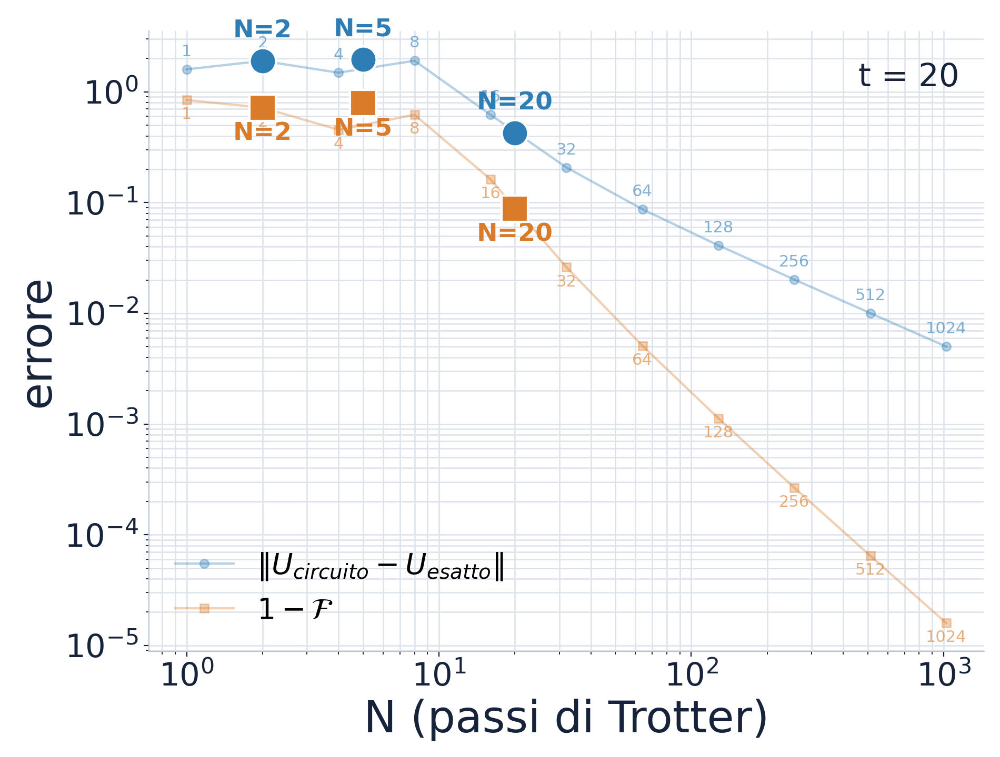 N=2
N=5
1
2
4
8
t = 20
10^0
1
2
N=2
4
N=5
8
16
N=20
32
64
128
256
512
1024
10^-1
16
N=20
32
64
128
256
512
1024
10^-2
10^-3
10^-4
10^-5
errore
‖U_circuito − U_esatto‖
1 − ℱ
10^0
10^1
10^2
10^3
N (passi di Trotter)